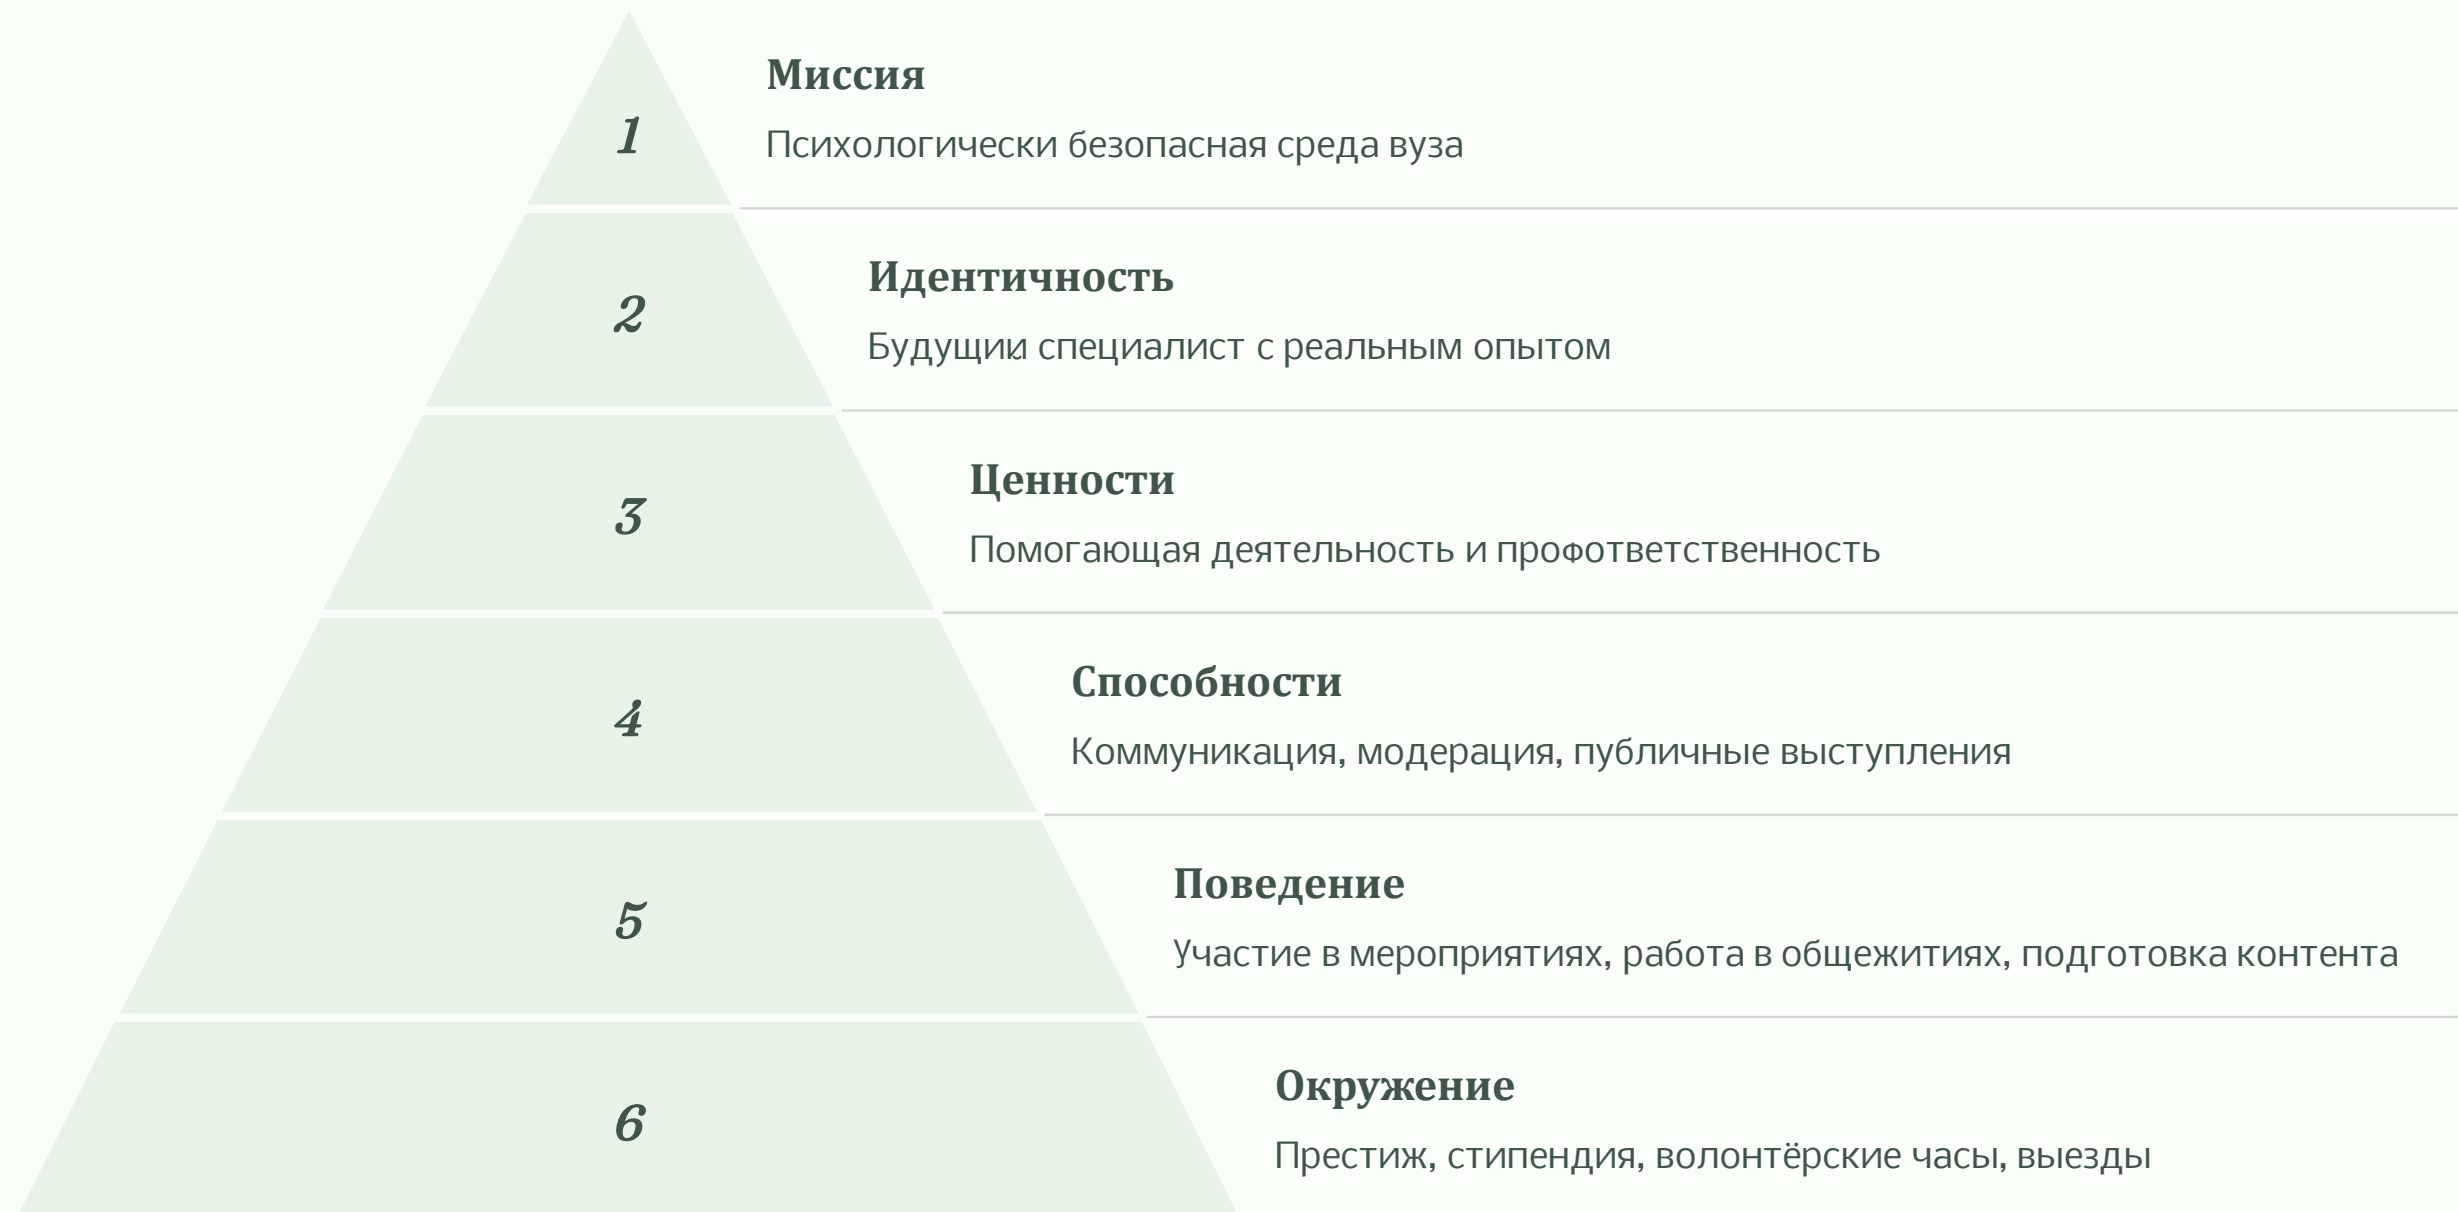 Миссия
1
Психологически безопасная среда вуза
Идентичность
2
Будущий специалист с реальным опытом
Ценности
3
Помогающая деятельность и профответственность
Способности
4
Коммуникация, модерация, публичные выступления
Поведение
5
Участие в мероприятиях, работа в общежитиях, подготовка контента
Окружение
6
Престиж, стипендия, волонтёрские часы, выезды